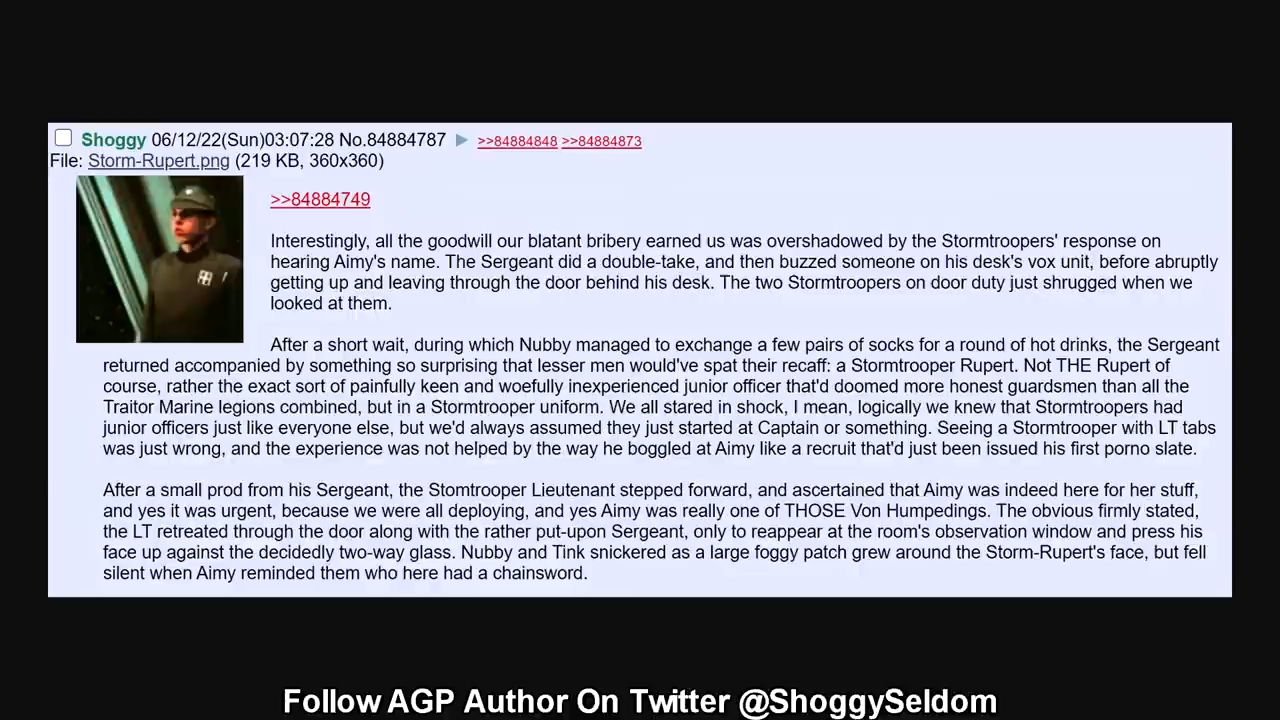 Shoggy 06/12/22(Sun)03:07:28 No.84884787 ▶ >>84884848 >>84884873
File: Storm-Rupert.png (219 KB, 360x360)
>>84884749
Interestingly, all the goodwill our blatant bribery earned us was overshadowed by the Stormtroopers' response on
hearing Aimy's name. The Sergeant did a double-take, and then buzzed someone on his desk's vox unit, before abruptly
getting up and leaving through the door behind his desk. The two Stormtroopers on door duty just shrugged when we
looked at them.
After a short wait, during which Nubby managed to exchange a few pairs of socks for a round of hot drinks, the Sergeant
returned accompanied by something so surprising that lesser men would've spat their recaff: a Stormtrooper Rupert. Not THE Rupert of
course, rather the exact sort of painfully keen and woefully inexperienced junior officer that'd doomed more honest guardsmen than all the
Traitor Marine legions combined, but in a Stormtrooper uniform. We all stared in shock, I mean, logically we knew that Stormtroopers had
junior officers just like everyone else, but we'd always assumed they just started at Captain or something. Seeing a Stormtrooper with LT tabs
was just wrong, and the experience was not helped by the way he boggled at Aimy like a recruit that'd just been issued his first porno slate.
After a small prod from his Sergeant, the Stomtrooper Lieutenant stepped forward, and ascertained that Aimy was indeed here for her stuff,
and yes it was urgent, because we were all deploying, and yes Aimy was really one of THOSE Von Humpedings. The obvious firmly stated,
the LT retreated through the door along with the rather put-upon Sergeant, only to reappear at the room's observation window and press his
face up against the decidedly two-way glass. Nubby and Tink snickered as a large foggy patch grew around the Storm-Rupert's face, but fell
silent when Aimy reminded them who here had a chainsword.
Follow AGP Author On Twitter @ShoggySeldom